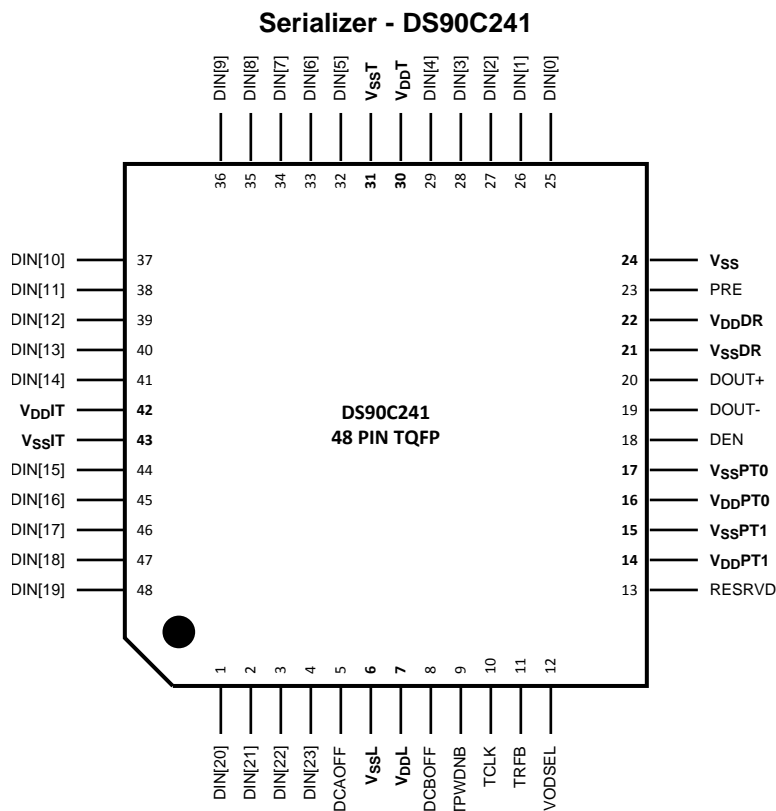 Serializer - DS90C241
DIN[9]
DIN[8]
DIN[7]
DIN[6]
DIN[5]
VSST
VDDT
DIN[4]
DIN[3]
DIN[2]
DIN[1]
DIN[0]
36
35
34
33
32
31
30
29
28
27
26
25
DIN[10] 37
DIN[11] 38
DIN[12] 39
DIN[13] 40
DIN[14] 41
VDDIT 42
VSSIT 43
DIN[15] 44
DIN[16] 45
DIN[17] 46
DIN[18] 47
DIN[19] 48
DS90C241
48 PIN TQFP
24 VSS
23 PRE
22 VDDDR
21 VSSDR
20 DOUT+
19 DOUT-
18 DEN
17 VSSPT0
16 VDDPT0
15 VSSPT1
14 VDDPT1
13 RESRVD
1
2
3
4
5
6
7
8
9
10
11
12
DIN[20]
DIN[21]
DIN[22]
DIN[23]
DCAOFF
VSSL
VDDL
DCBOFF
TPWDNB
TCLK
TRFB
VODSEL